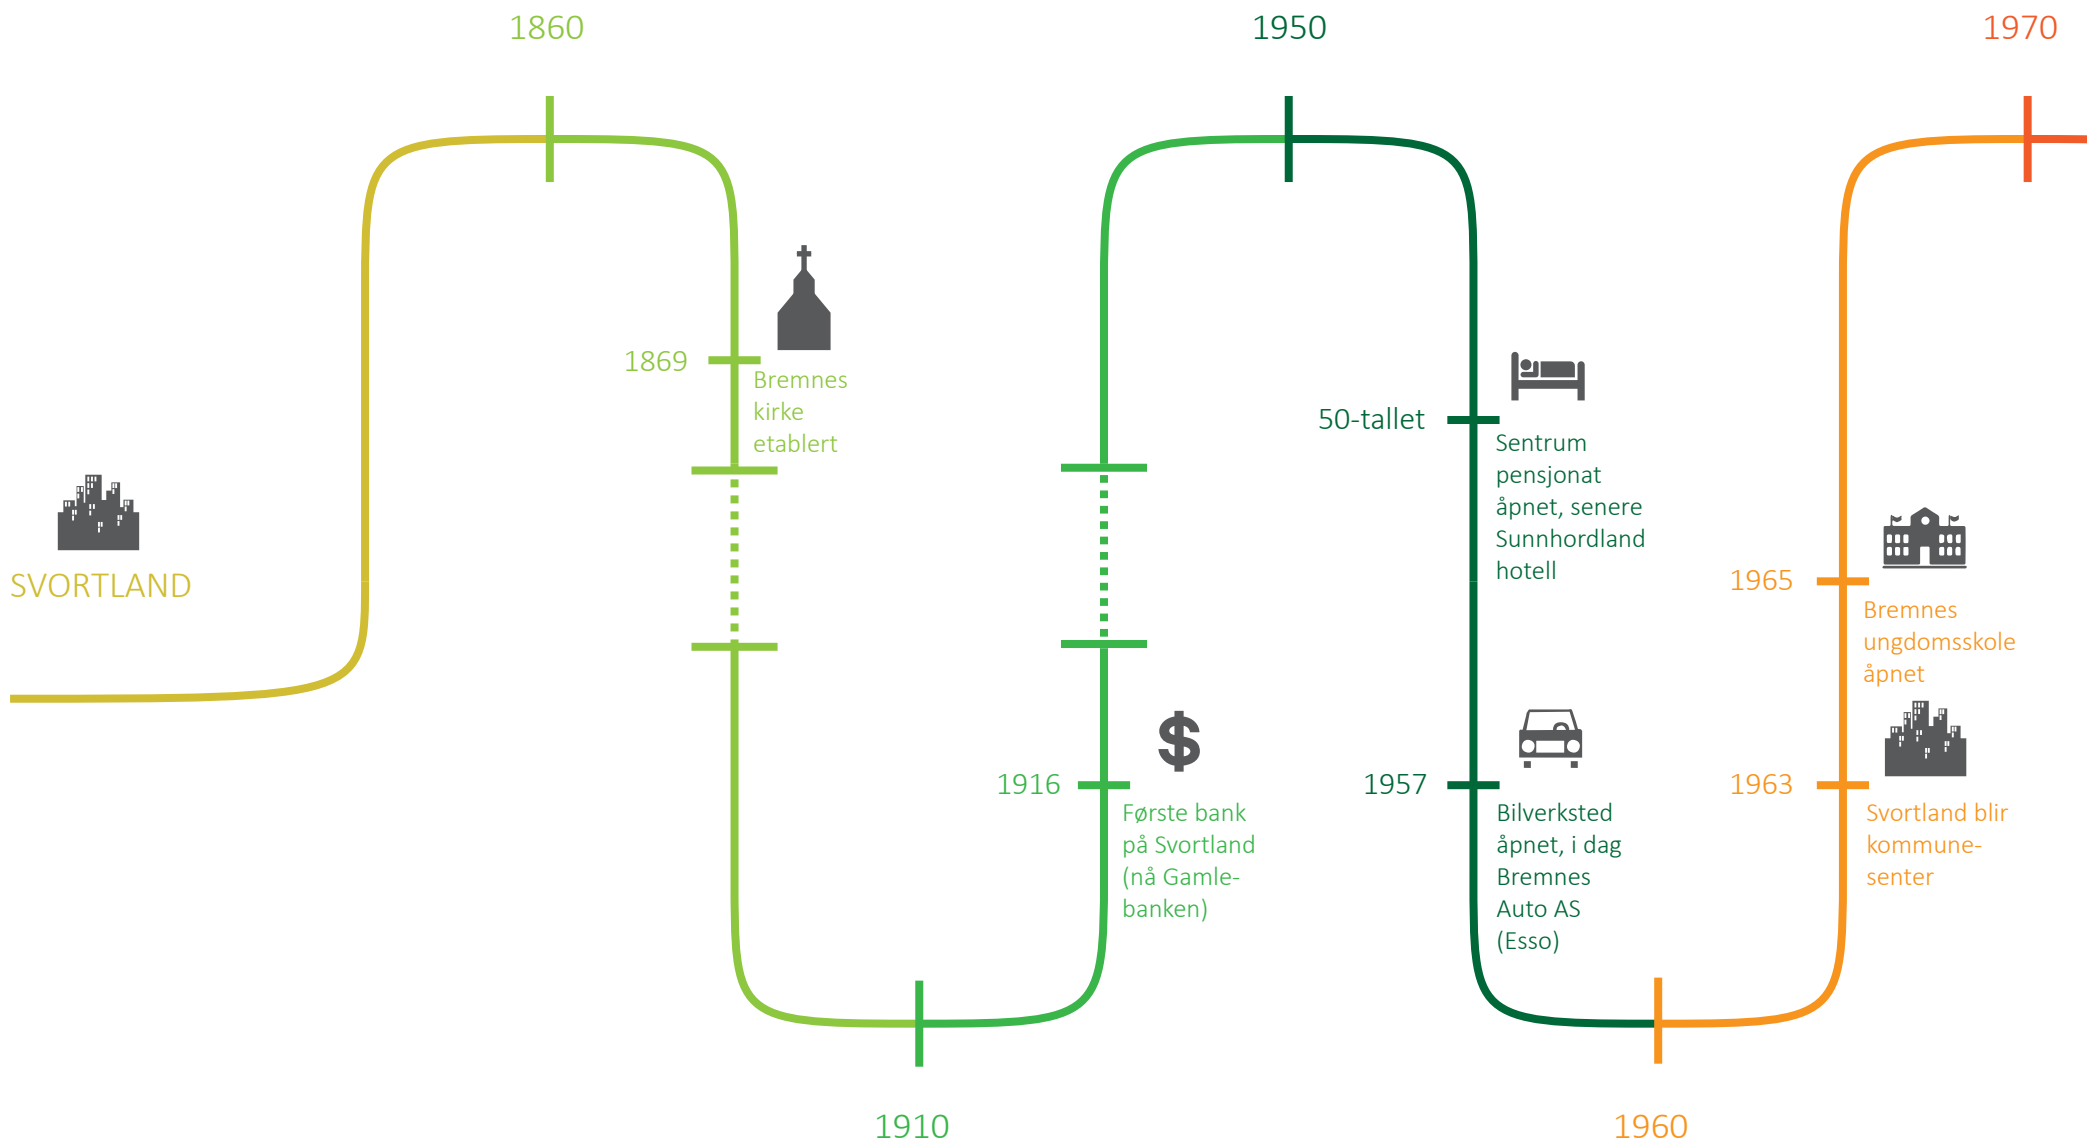 1860
1950
1970
SVORTLAND
1869
Bremnes
kirke
etablert
1910
1916
Første bank
på Svortland
(nå Gamle-
banken)
50-tallet
Sentrum
pensjonat
åpnet, senere
Sunnhordland
hotell
1957
Bilverksted
åpnet, i dag
Bremnes
Auto AS
(Esso)
1960
1965
Bremnes
ungdomsskole
åpnet
1963
Svortland blir
kommune-
senter